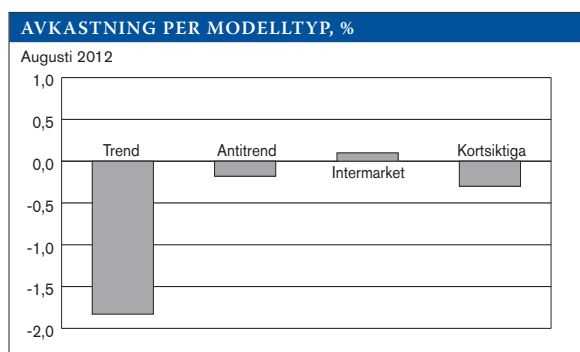 AVKASTNING PER MODELLTYP, %
Augusti 2012
1,0
0,5
Trend Antitrend Kortsiktiga
0,0
Intermarket
-0,5
-1,0
-1,5
-2,0